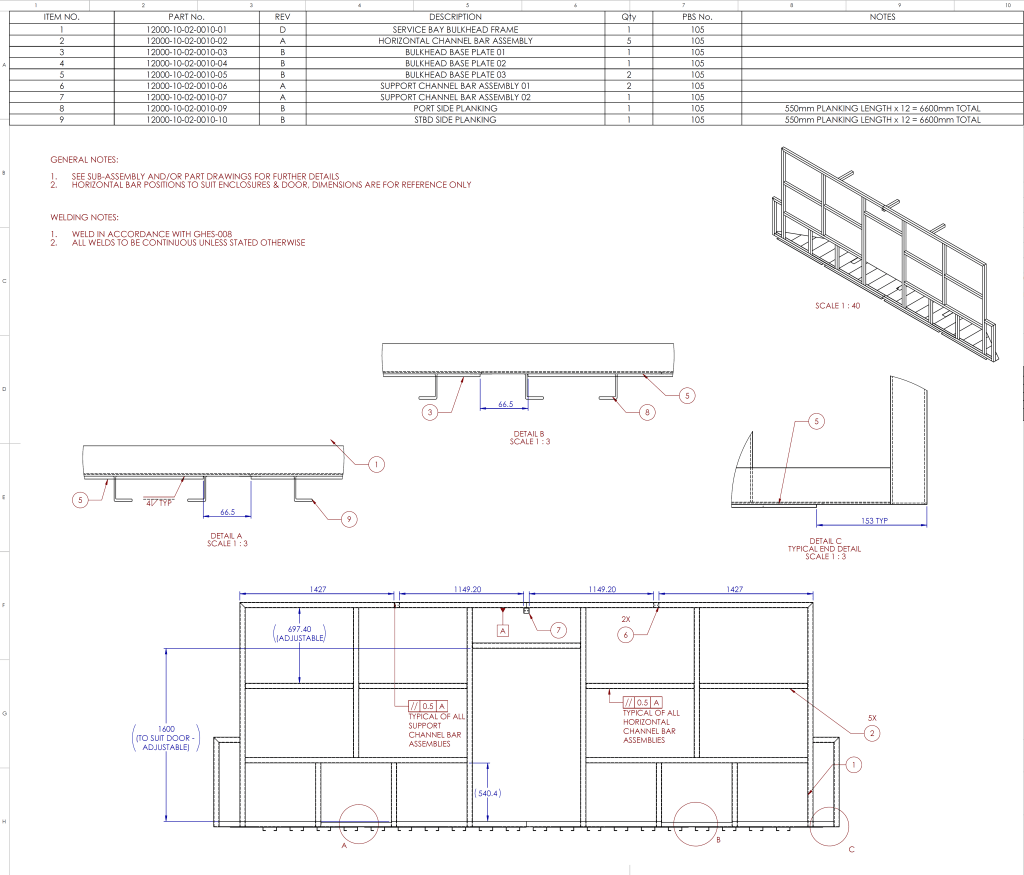 1 2 3 4 5 6 7 8 9 10
ITEM NO. PART No. REV DESCRIPTION Qty PBS No. NOTES
1 12000-10-02-0010-01 D SERVICE BAY BULKHEAD FRAME 1 105
2 12000-10-02-0010-02 A HORIZONTAL CHANNEL BAR ASSEMBLY 5 105
3 12000-10-02-0010-03 B BULKHEAD BASE PLATE 01 1 105
4 12000-10-02-0010-04 B BULKHEAD BASE PLATE 02 1 105
5 12000-10-02-0010-05 B BULKHEAD BASE PLATE 03 2 105
6 12000-10-02-0010-06 A SUPPORT CHANNEL BAR ASSEMBLY 01 2 105
7 12000-10-02-0010-07 A SUPPORT CHANNEL BAR ASSEMBLY 02 1 105
8 12000-10-02-0010-09 B PORT SIDE PLANKING 1 105 550mm PLANKING LENGTH x 12 = 6600mm TOTAL
9 12000-10-02-0010-10 B STBD SIDE PLANKING 1 105 550mm PLANKING LENGTH x 12 = 6600mm TOTAL
A
B
C
D
E
F
G
H
GENERAL NOTES:
1. SEE SUB-ASSEMBLY AND/OR PART DRAWINGS FOR FURTHER DETAILS
2. HORIZONTAL BAR POSITIONS TO SUIT ENCLOSURES & DOOR, DIMENSIONS ARE FOR REFERENCE ONLY
WELDING NOTES:
1. WELD IN ACCORDANCE WITH GHES-008
2. ALL WELDS TO BE CONTINUOUS UNLESS STATED OTHERWISE
SCALE 1 : 40
3
66.5
8
5
DETAIL B
SCALE 1 : 3
1
5
4 TYP
66.5
9
DETAIL A
SCALE 1 : 3
5
153 TYP
DETAIL C
TYPICAL END DETAIL
SCALE 1 : 3
1427 1149.20 1149.20 1427
697.40
(ADJUSTABLE)
A
7
2X
6
// 0.5 A
TYPICAL OF ALL
SUPPORT
CHANNEL BAR
ASSEMBLIES
// 0.5 A
TYPICAL OF ALL
HORIZONTAL
CHANNEL BAR
ASSEMBLIES
1600
(TO SUIT DOOR -
ADJUSTABLE)
5X
2
1
(540.4)
A
B
C